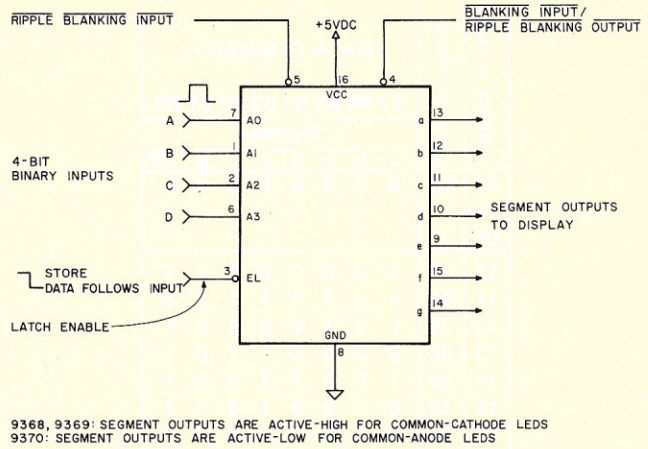 RIPPLE BLANKING INPUT
+5VDC
BLANKING INPUT/
RIPPLE BLANKING OUTPUT
5
16
4
VCC
A
7
A0
a
13
B
1
A1
b
12
4-BIT
BINARY INPUTS
C
2
A2
c
11
D
6
A3
d
10
SEGMENT OUTPUTS
TO DISPLAY
e
9
STORE
DATA FOLLOWS INPUT
3
EL
f
15
g
14
LATCH ENABLE
GND
8
9368, 9369: SEGMENT OUTPUTS ARE ACTIVE-HIGH FOR COMMON-CATHODE LEDS
9370: SEGMENT OUTPUTS ARE ACTIVE-LOW FOR COMMON-ANODE LEDS